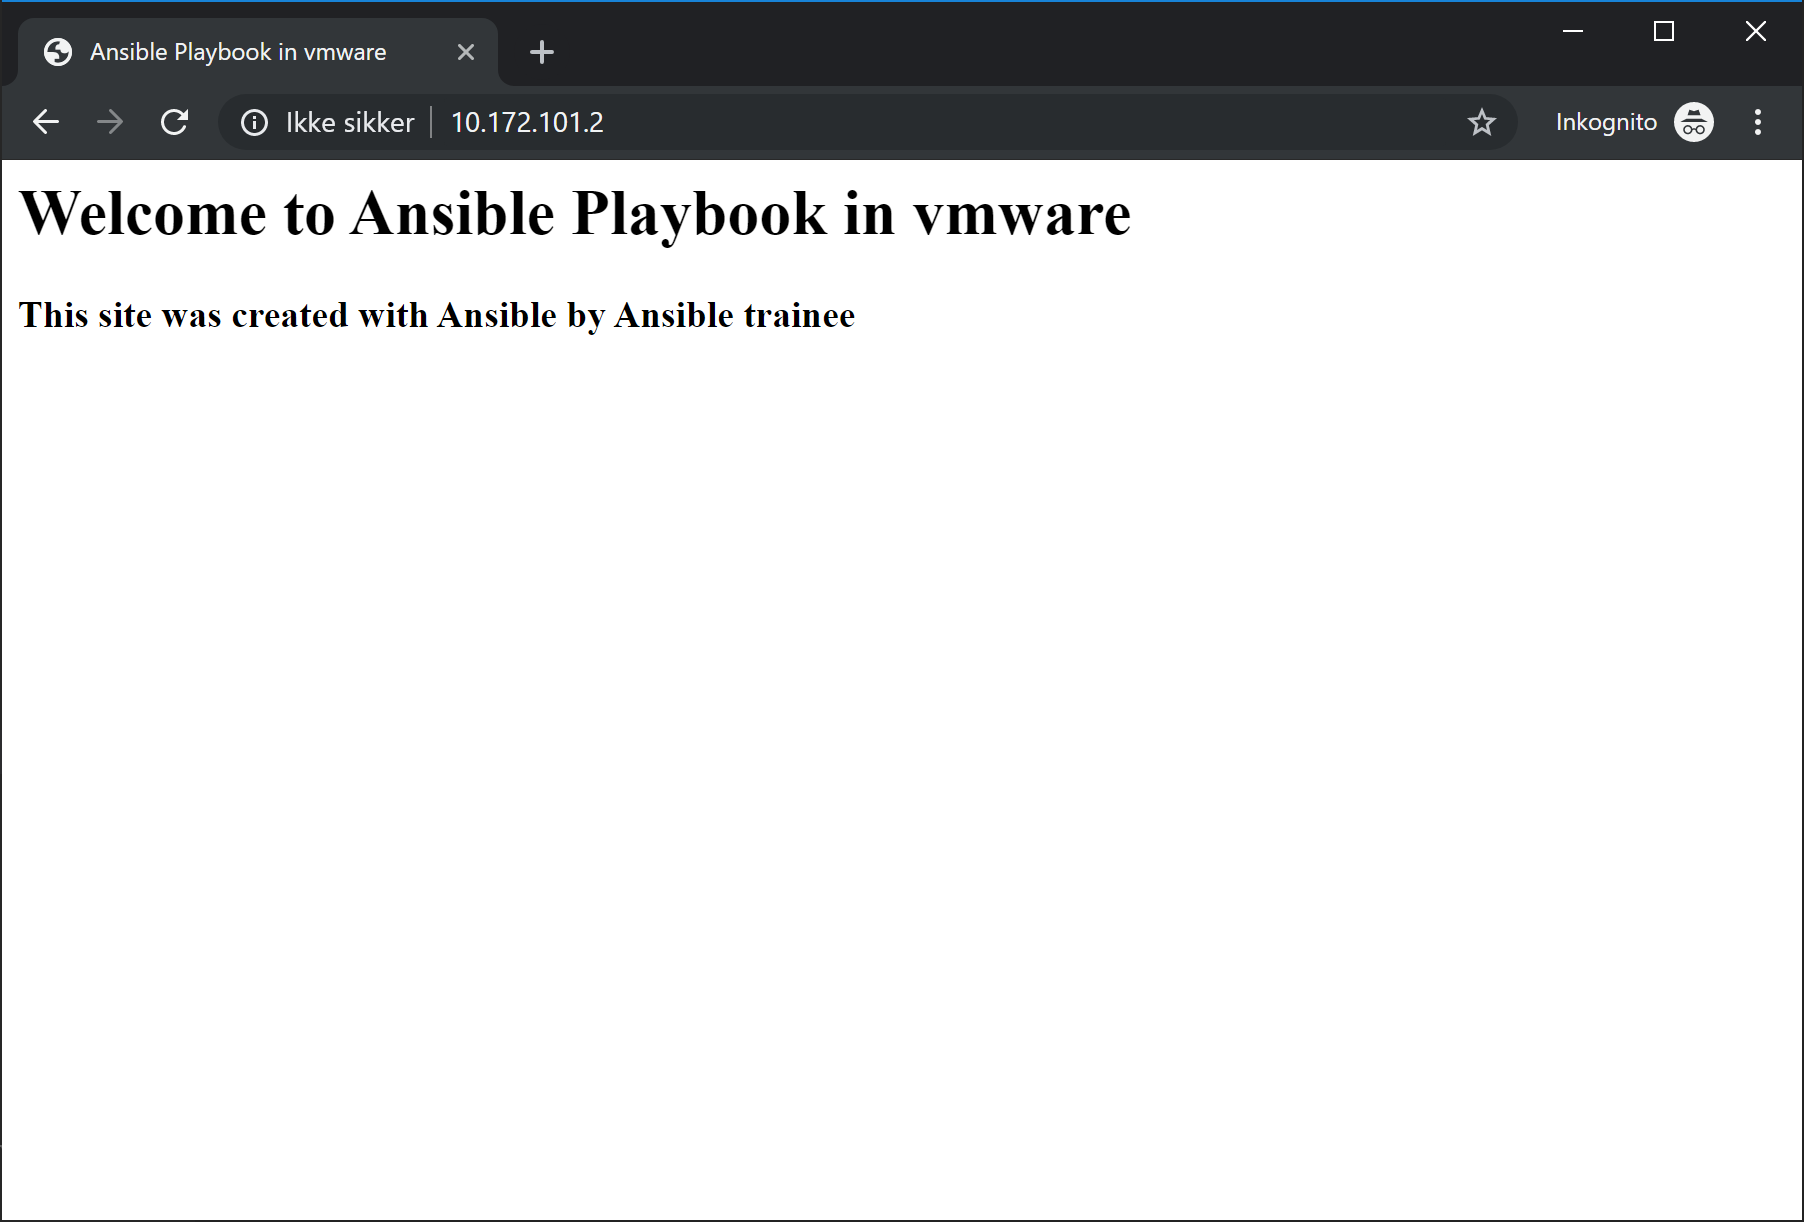 Ansible Playbook in vmware
Ikke sikker 10.172.101.2 Inkognito
Welcome to Ansible Playbook in vmware
This site was created with Ansible by Ansible trainee